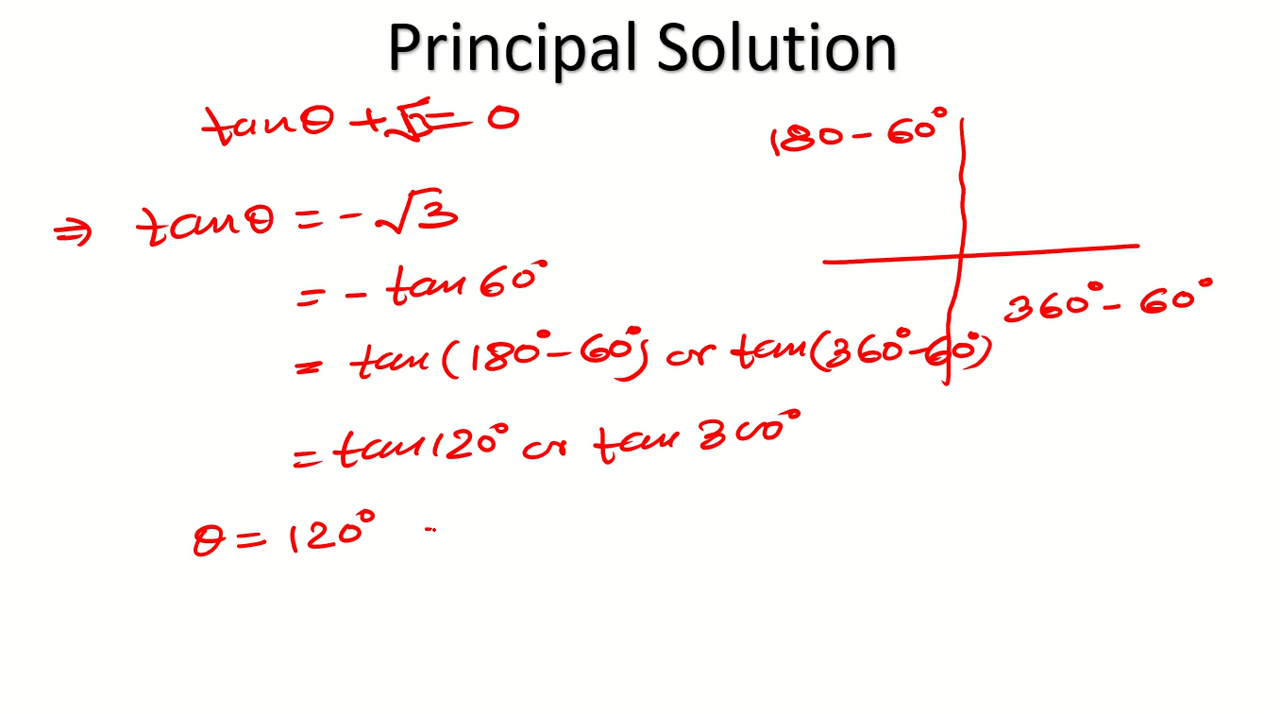 Principal Solution
tanθ + √3 = 0
180 - 60°
⇒ tanθ = - √3
= - tan 60°
360° - 60°
= tan (180° - 60°) or tan (360° - 60°)
= tan 120° or tan 300°
θ = 120°